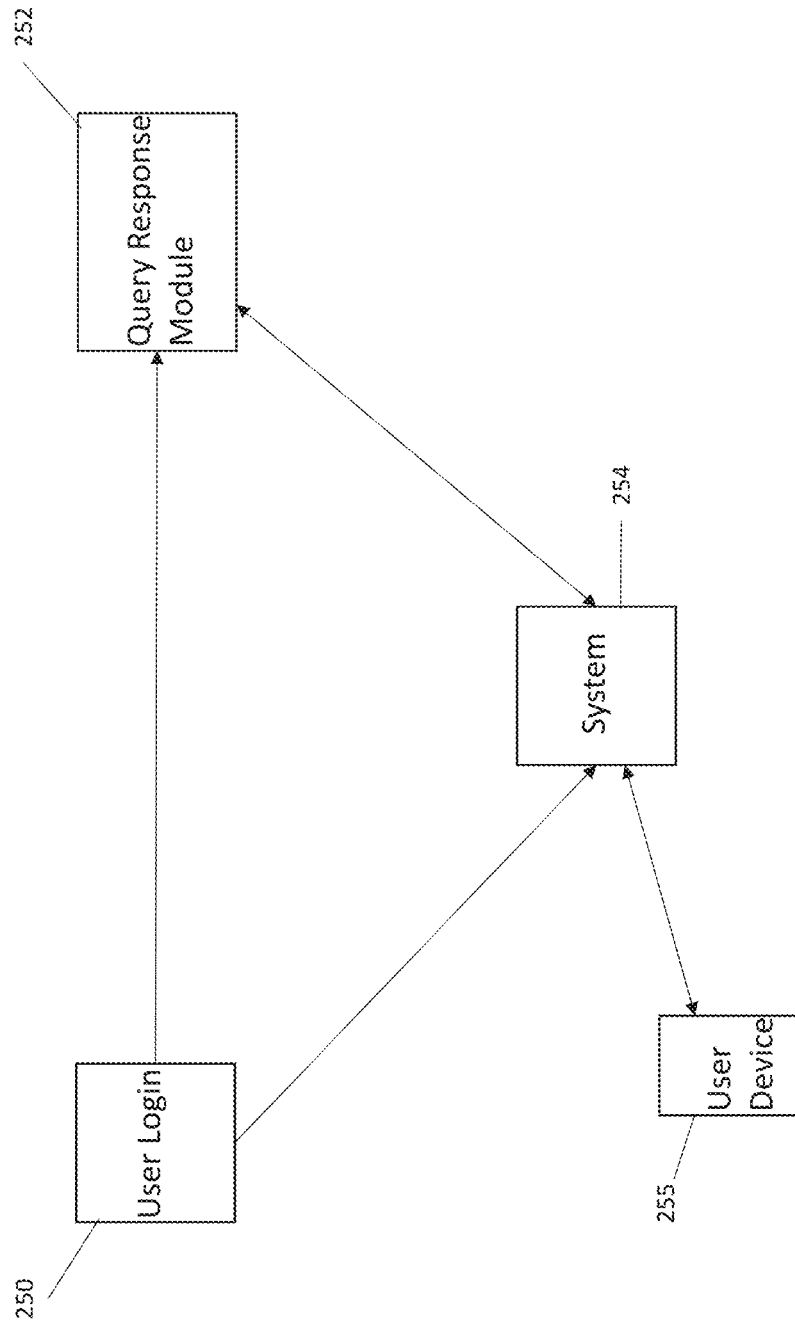 250
User Login
252
Query Response
Module
System
254
User
Device
255